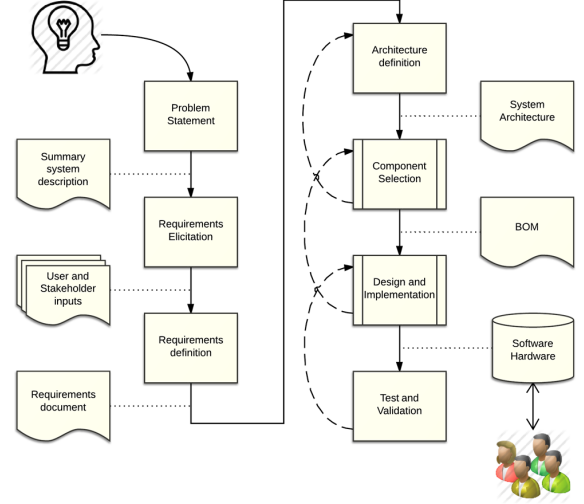 Problem
Statement
Summary
system
description
Requirements
Elicitation
User and
Stakeholder
inputs
Requirements
definition
Requirements
document
Architecture
definition
System
Architecture
Component
Selection
BOM
Design and
Implementation
Software
Hardware
Test and
Validation